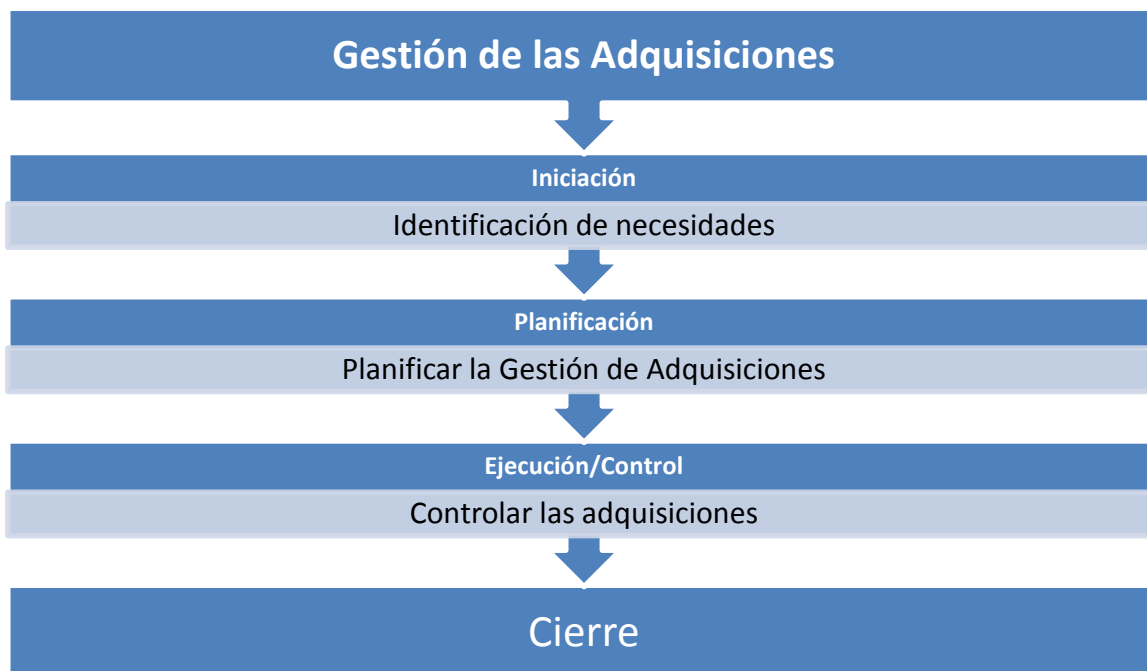 Gestión de las Adquisiciones
Iniciación
Identificación de necesidades
Planificación
Planificar la Gestión de Adquisiciones
Ejecución/Control
Controlar las adquisiciones
Cierre